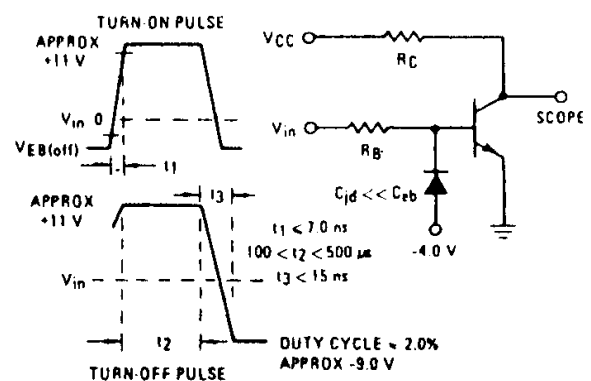 TURN-ON PULSE
APPROX
+11 V
Vin 0
VEB(off)
t1
VCC
RC
SCOPE
Vin
RB
Cjd << Ceb
-4.0 V
APPROX
+11 V
t3
t1 < 7.0 ns
100 < t2 < 500 µs
t3 < 15 ns
Vin
t2
DUTY CYCLE = 2.0%
APPROX -9.0 V
TURN-OFF PULSE